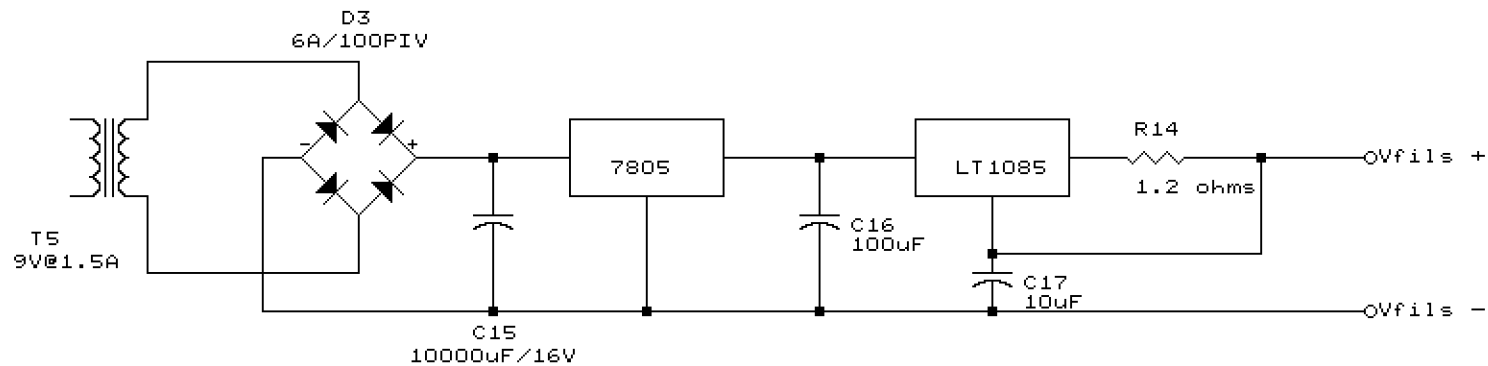 D3
6A/100PIV
-
+
T5
9V@1.5A
C15
10000uF/16V
7805
C16
100uF
LT1085
C17
10uF
R14
1.2 ohms
Vfils +
Vfils -